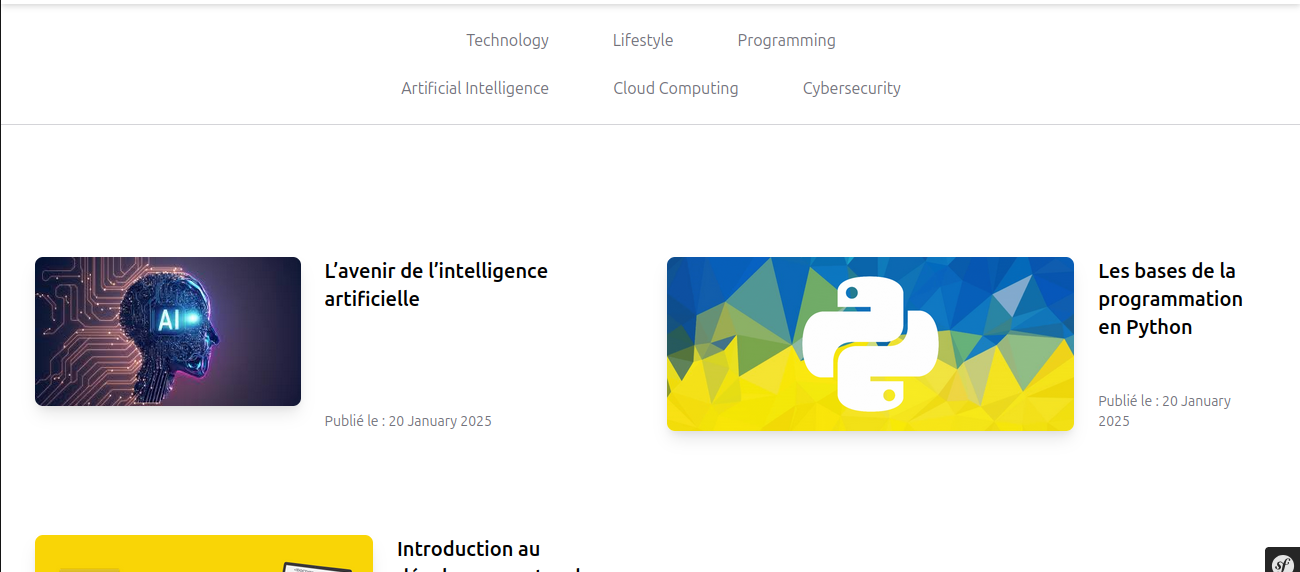 Technology Lifestyle Programming
Artificial Intelligence Cloud Computing Cybersecurity
AI
L'avenir de l'intelligence
artificielle
Publié le : 20 January 2025
Les bases de la
programmation
en Python
Publié le : 20 January
2025
Introduction au
sf